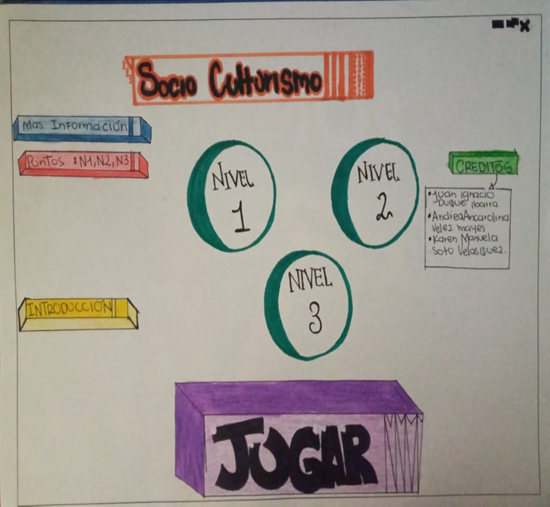 Socio Culturismo
Mas Información
Puntos : N1, N2, N3
NIVEL
1
NIVEL
2
CREDITOS
• Juan Ignacio
Duque Ibarra
• Andrea Ancarolina
Velez mayes
• Karen Manuela
Soto Velasquez.
NIVEL
3
INTRODUCCIÓN
JUGAR